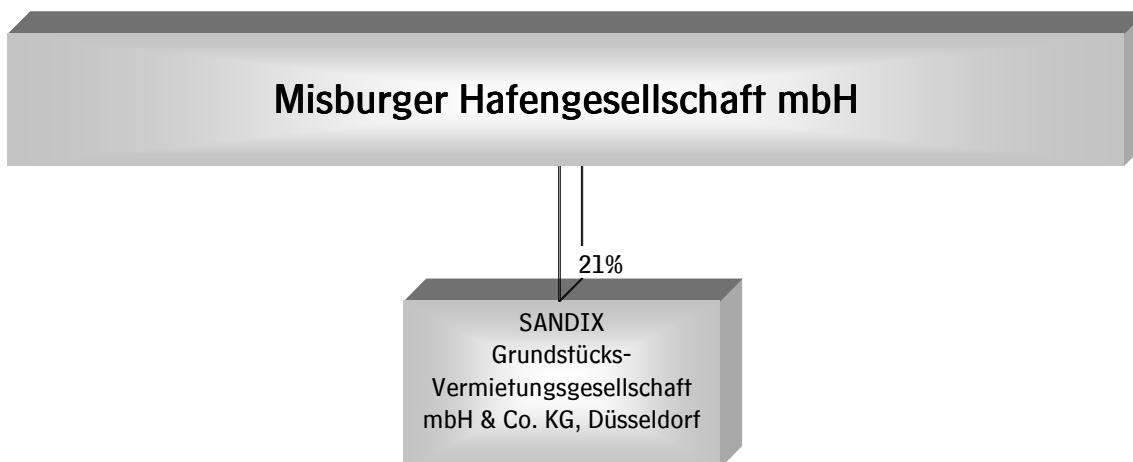 Misburger Hafengesellschaft mbH
21%
SANDIX
Grundstücks-
Vermietungsgesellschaft
mbH & Co. KG, Düsseldorf